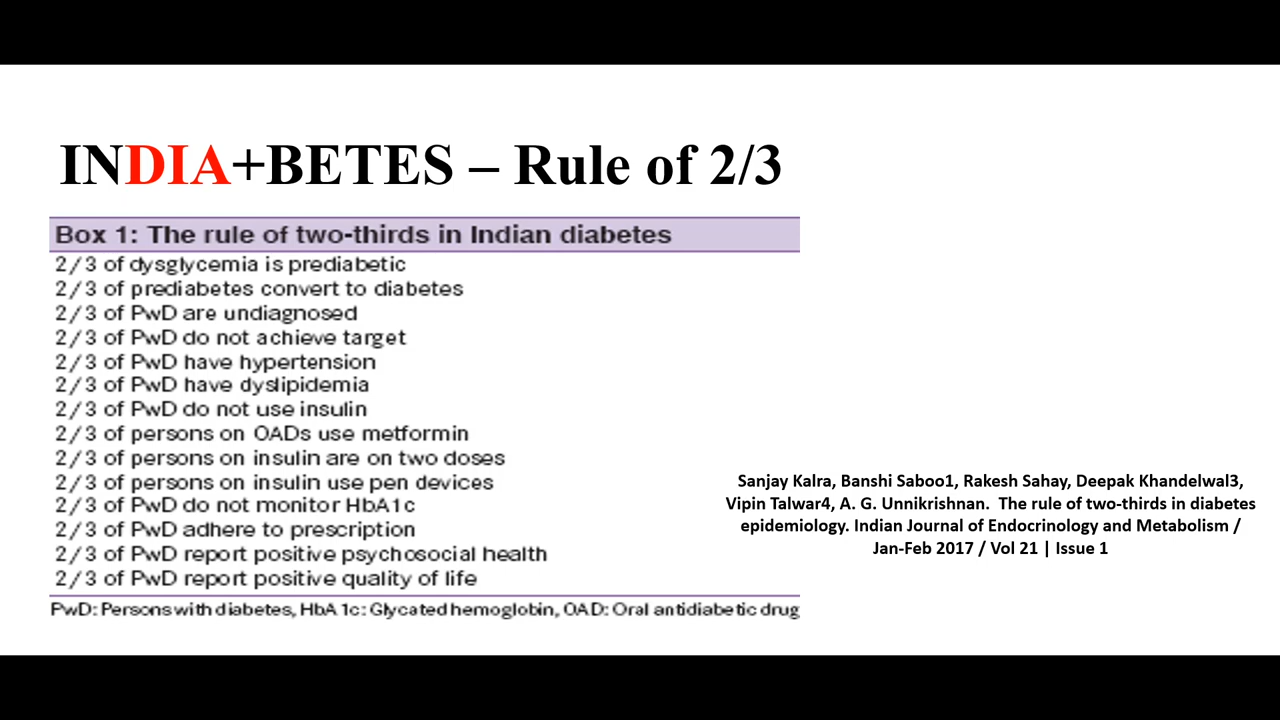 INDIA+BETES – Rule of 2/3
Box 1: The rule of two-thirds in Indian diabetes
2/3 of dysglycemia is prediabetic
2/3 of prediabetes convert to diabetes
2/3 of PwD are undiagnosed
2/3 of PwD do not achieve target
2/3 of PwD have hypertension
2/3 of PwD have dyslipidemia
2/3 of PwD do not use insulin
2/3 of persons on OADs use metformin
2/3 of persons on insulin are on two doses
2/3 of persons on insulin use pen devices
2/3 of PwD do not monitor HbA1c
2/3 of PwD adhere to prescription
2/3 of PwD report positive psychosocial health
2/3 of PwD report positive quality of life
PwD: Persons with diabetes, HbA1c: Glycated hemoglobin, OAD: Oral antidiabetic drug
Sanjay Kalra, Banshi Saboo1, Rakesh Sahay, Deepak Khandelwal3,
Vipin Talwar4, A. G. Unnikrishnan. The rule of two-thirds in diabetes
epidemiology. Indian Journal of Endocrinology and Metabolism /
Jan-Feb 2017 / Vol 21 | Issue 1